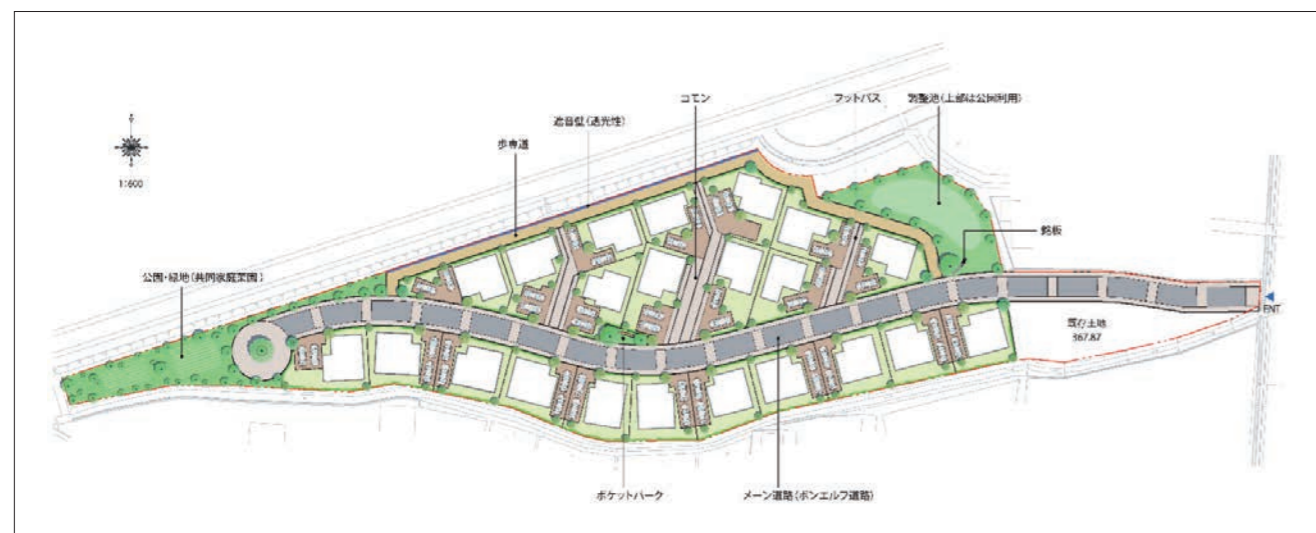 コモン
フットパス
調整池(上部は公園利用)
遮音壁(透光性)
歩専道
1:600
銘板
公園・緑地(共同家庭菜園)
ENT
既存土地
367.87
ポケットパーク
メーン道路(ボンエルフ道路)